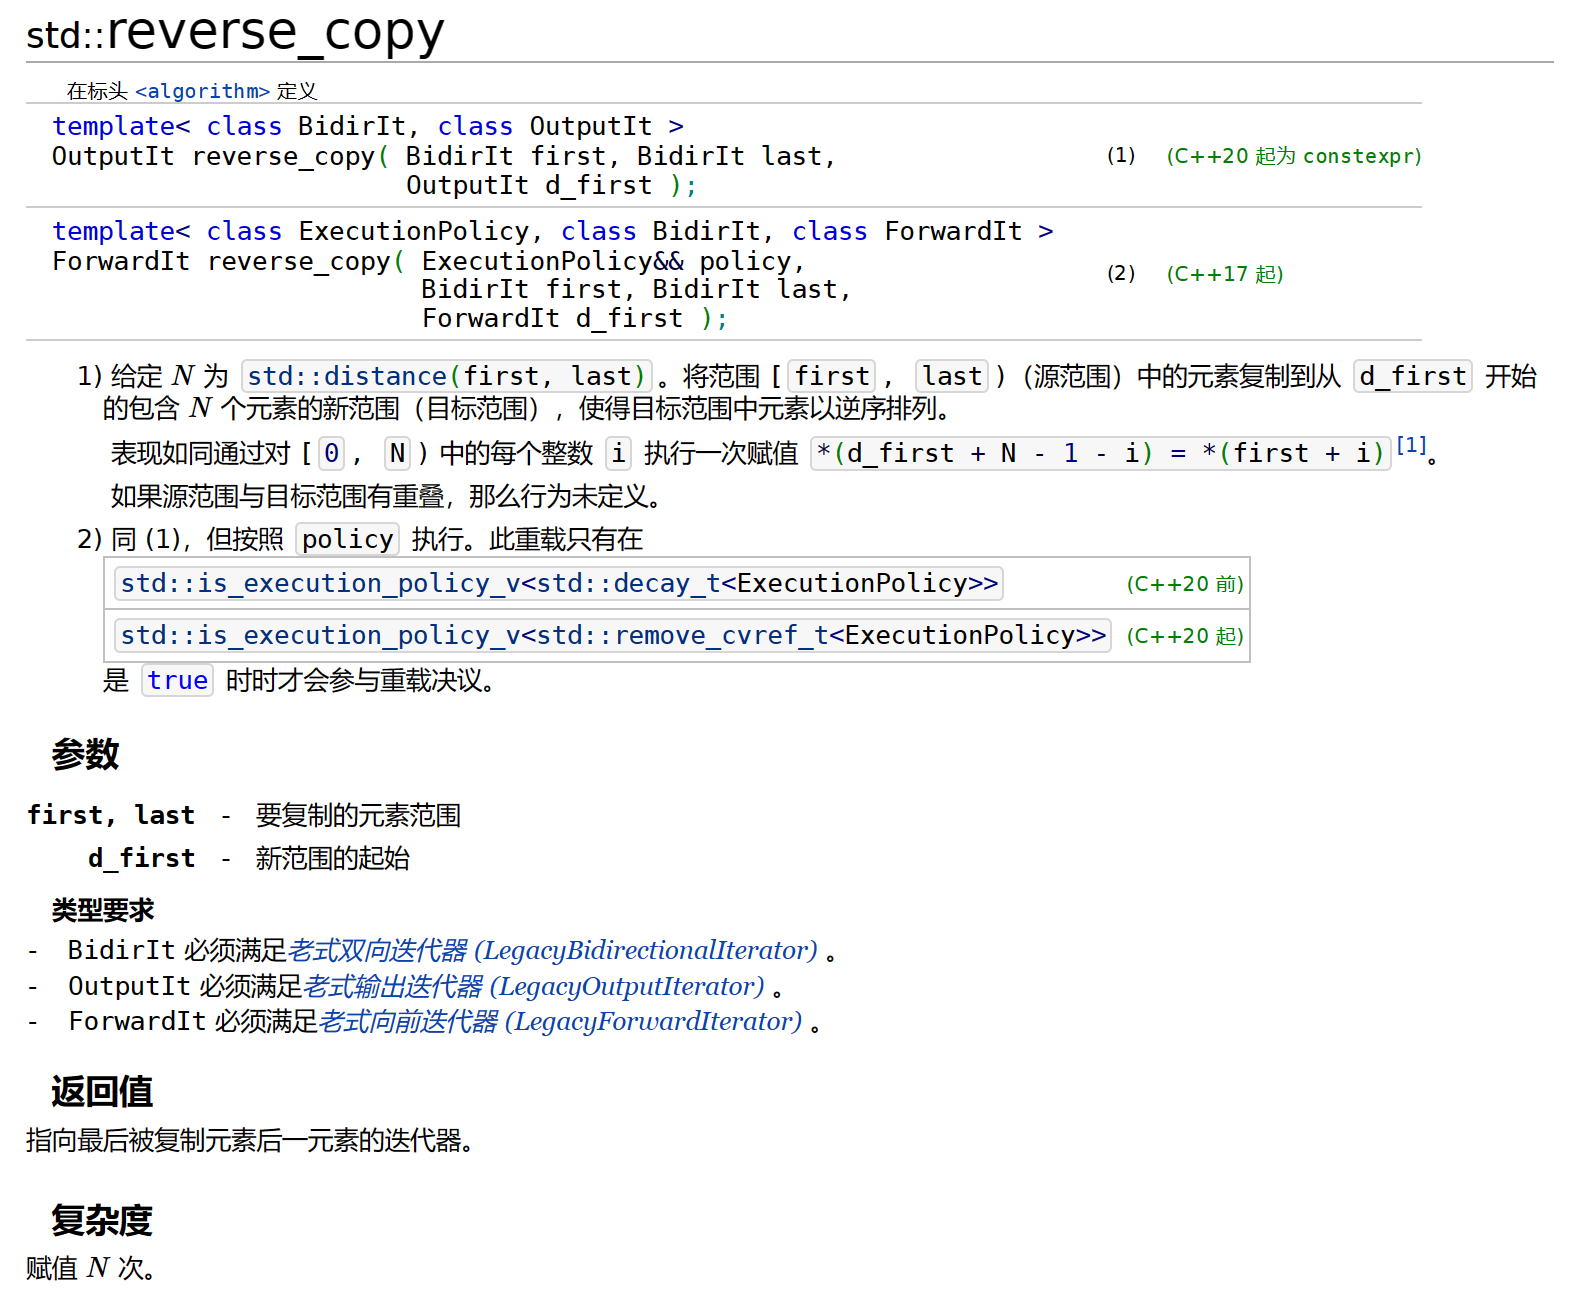 std::reverse_copy
在标头 <algorithm> 定义
template< class BidirIt, class OutputIt >
OutputIt reverse_copy( BidirIt first, BidirIt last,
OutputIt d_first );
(1) (C++20 起为 constexpr)
template< class ExecutionPolicy, class BidirIt, class ForwardIt >
ForwardIt reverse_copy( ExecutionPolicy&& policy,
BidirIt first, BidirIt last,
ForwardIt d_first );
(2) (C++17 起)
1) 给定 N 为 std::distance(first, last)。将范围 [first, last)（源范围）中的元素复制到从 d_first 开始
的包含 N 个元素的新范围（目标范围），使得目标范围中元素以逆序排列。
表现如同通过对 [0, N) 中的每个整数 i 执行一次赋值 *(d_first + N - 1 - i) = *(first + i)[1]。
如果源范围与目标范围有重叠，那么行为未定义。
2) 同 (1)，但按照 policy 执行。此重载只有在
std::is_execution_policy_v<std::decay_t<ExecutionPolicy>> (C++20 前)
std::is_execution_policy_v<std::remove_cvref_t<ExecutionPolicy>> (C++20 起)
是 true 时时才会参与重载决议。
参数
first, last - 要复制的元素范围
d_first - 新范围的起始
类型要求
- BidirIt 必须满足老式双向迭代器 (LegacyBidirectionalIterator) 。
- OutputIt 必须满足老式输出迭代器 (LegacyOutputIterator) 。
- ForwardIt 必须满足老式向前迭代器 (LegacyForwardIterator) 。
返回值
指向最后被复制元素后一元素的迭代器。
复杂度
赋值 N 次。